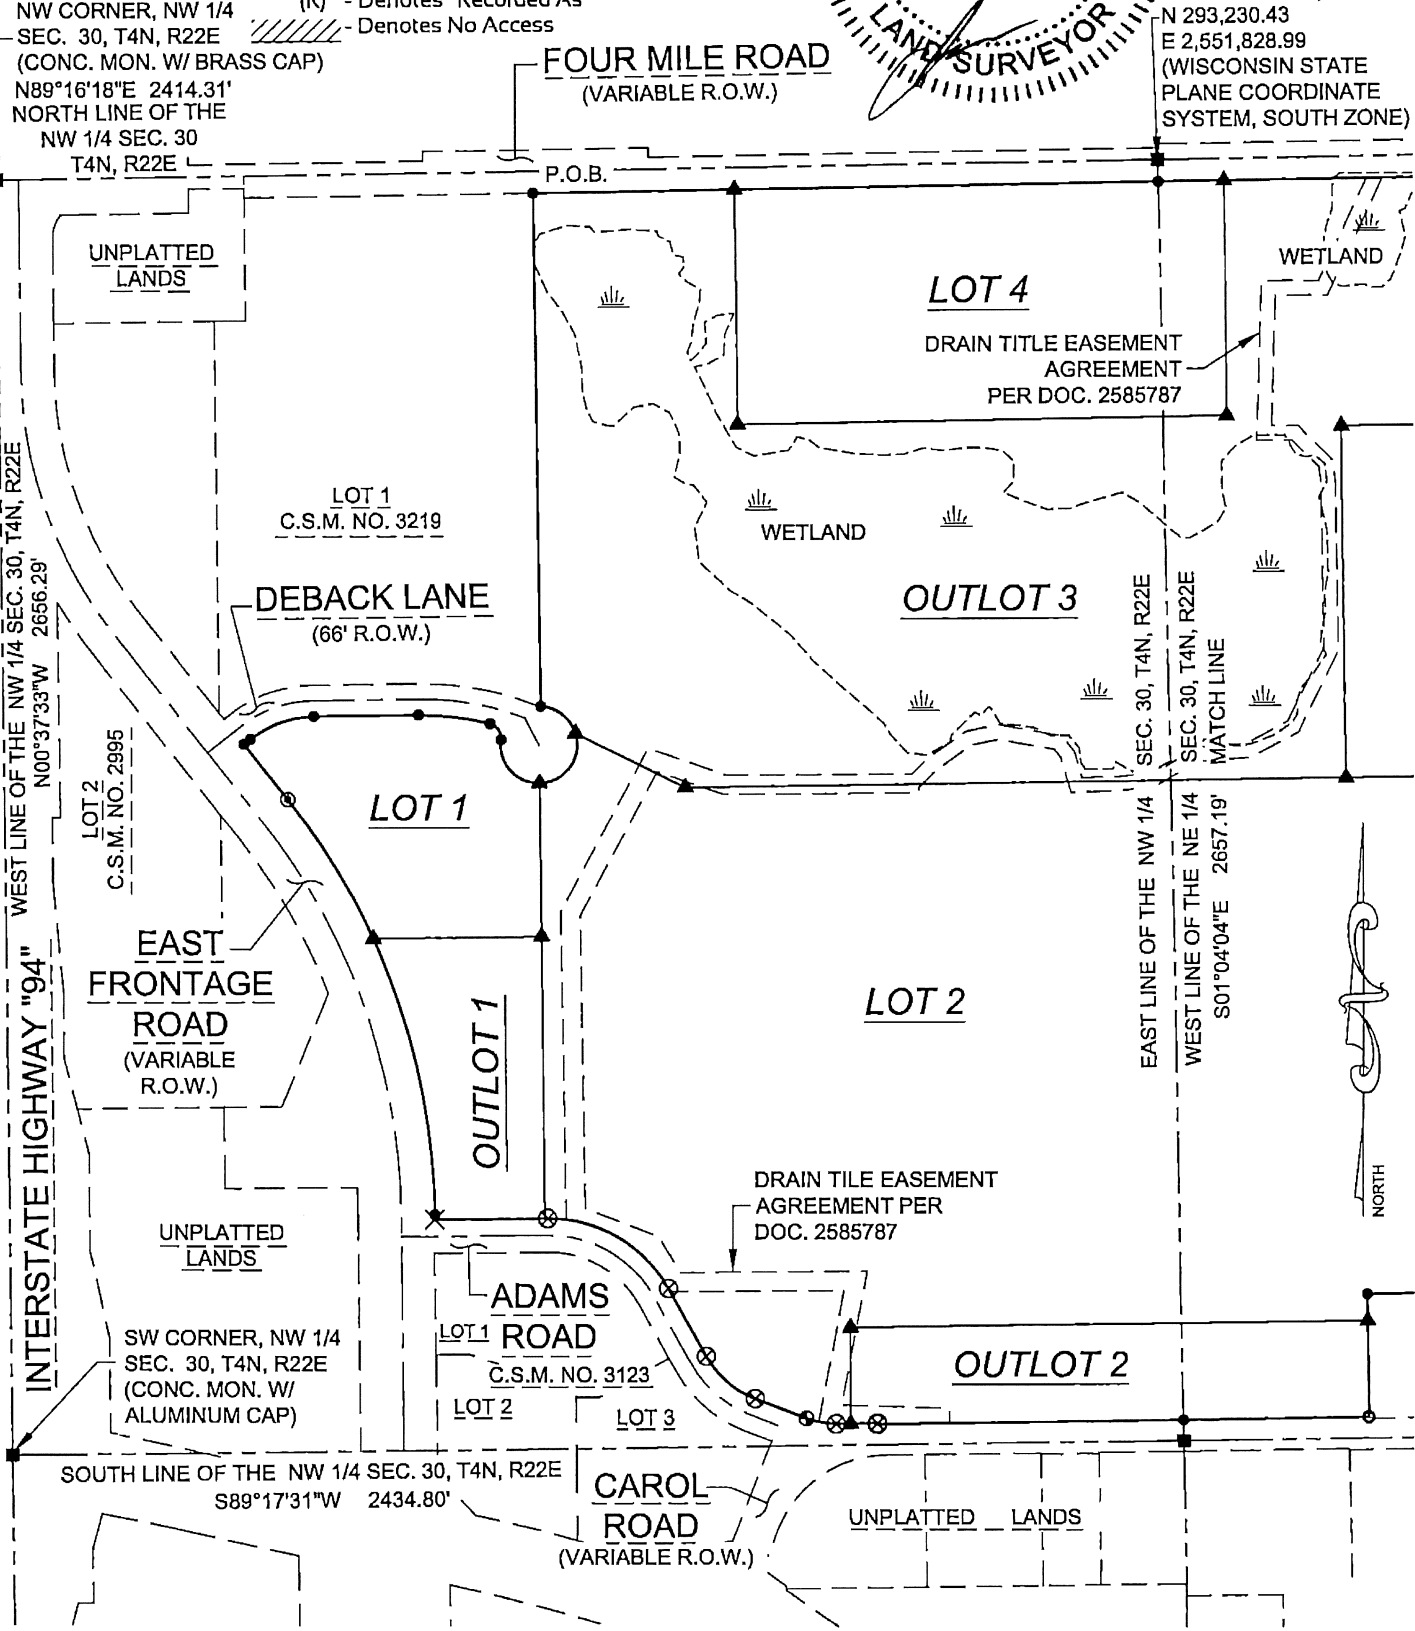 NW CORNER, NW 1/4
SEC. 30, T4N, R22E
(CONC. MON. W/ BRASS CAP)
N89°16'18"E 2414.31'
NORTH LINE OF THE
NW 1/4 SEC. 30
T4N, R22E
- Denotes "Recorded As"
- Denotes No Access
LAND SURVEYOR
N 293,230.43
E 2,551,828.99
(WISCONSIN STATE
PLANE COORDINATE
SYSTEM, SOUTH ZONE)
FOUR MILE ROAD
(VARIABLE R.O.W.)
P.O.B.
UNPLATTED
LANDS
WETLAND
LOT 4
DRAIN TITLE EASEMENT
AGREEMENT
PER DOC. 2585787
LOT 1
C.S.M. NO. 3219
WETLAND
OUTLOT 3
DEBACK LANE
(66' R.O.W.)
WEST LINE OF THE NW 1/4 SEC. 30, T4N, R22E
N00°37'33"W 2656.29'
LOT 2
C.S.M. NO. 2995
LOT 1
EAST LINE OF THE NW 1/4 SEC. 30, T4N, R22E
WEST LINE OF THE NE 1/4 SEC. 30, T4N, R22E
S01°04'04"E 2657.19' MATCH LINE
EAST
FRONTAGE
ROAD
(VARIABLE
R.O.W.)
INTERSTATE HIGHWAY "94"
OUTLOT 1
LOT 2
NORTH
UNPLATTED
LANDS
DRAIN TILE EASEMENT
AGREEMENT PER
DOC. 2585787
ADAMS
ROAD
LOT 1
C.S.M. NO. 3123
LOT 2
LOT 3
OUTLOT 2
SW CORNER, NW 1/4
SEC. 30, T4N, R22E
(CONC. MON. W/
ALUMINUM CAP)
SOUTH LINE OF THE NW 1/4 SEC. 30, T4N, R22E
S89°17'31"W 2434.80'
CAROL
ROAD
(VARIABLE R.O.W.)
UNPLATTED LANDS